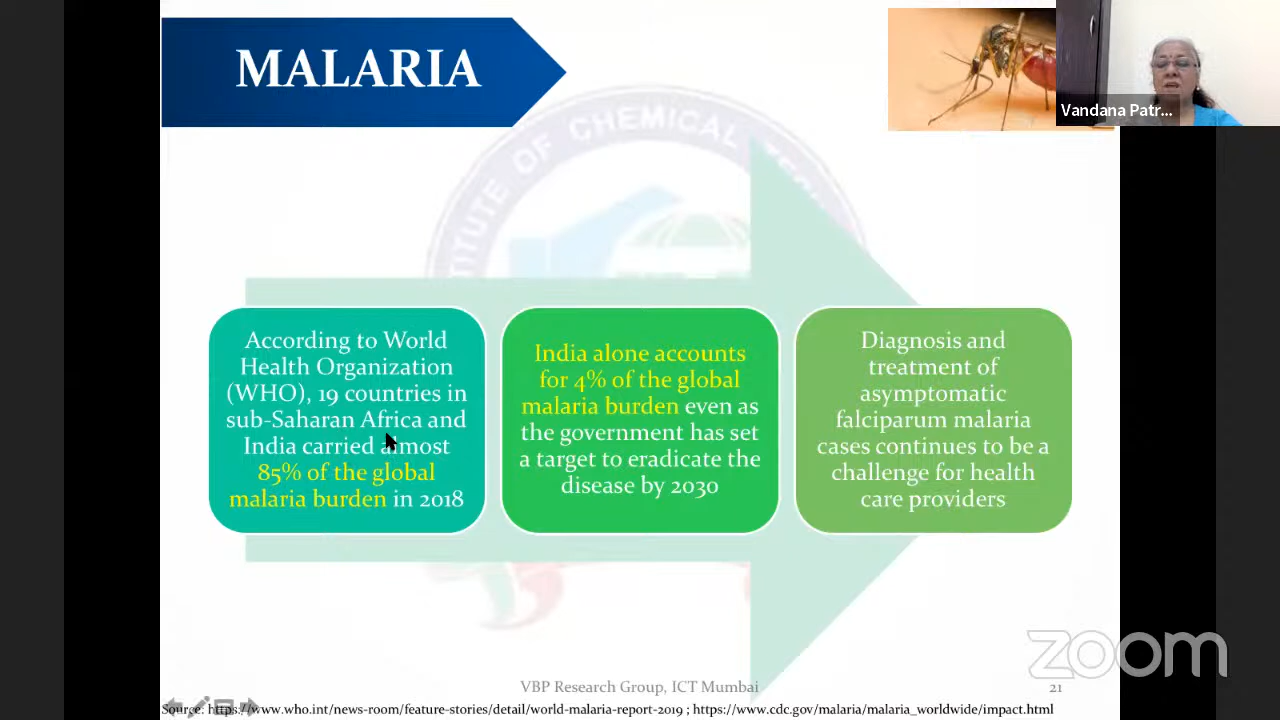 MALARIA
Vandana Patr...
INSTITUTE OF CHEMICAL
According to World
Health Organization
(WHO), 19 countries in
sub-Saharan Africa and
India carried almost
85% of the global
malaria burden in 2018
India alone accounts
for 4% of the global
malaria burden even as
the government has set
a target to eradicate the
disease by 2030
Diagnosis and
treatment of
asymptomatic
falciparum malaria
cases continues to be a
challenge for health
care providers
zoom
VBP Research Group, ICT Mumbai
21
Source: https://www.who.int/news-room/feature-stories/detail/world-malaria-report-2019 ; https://www.cdc.gov/malaria/malaria_worldwide/impact.html